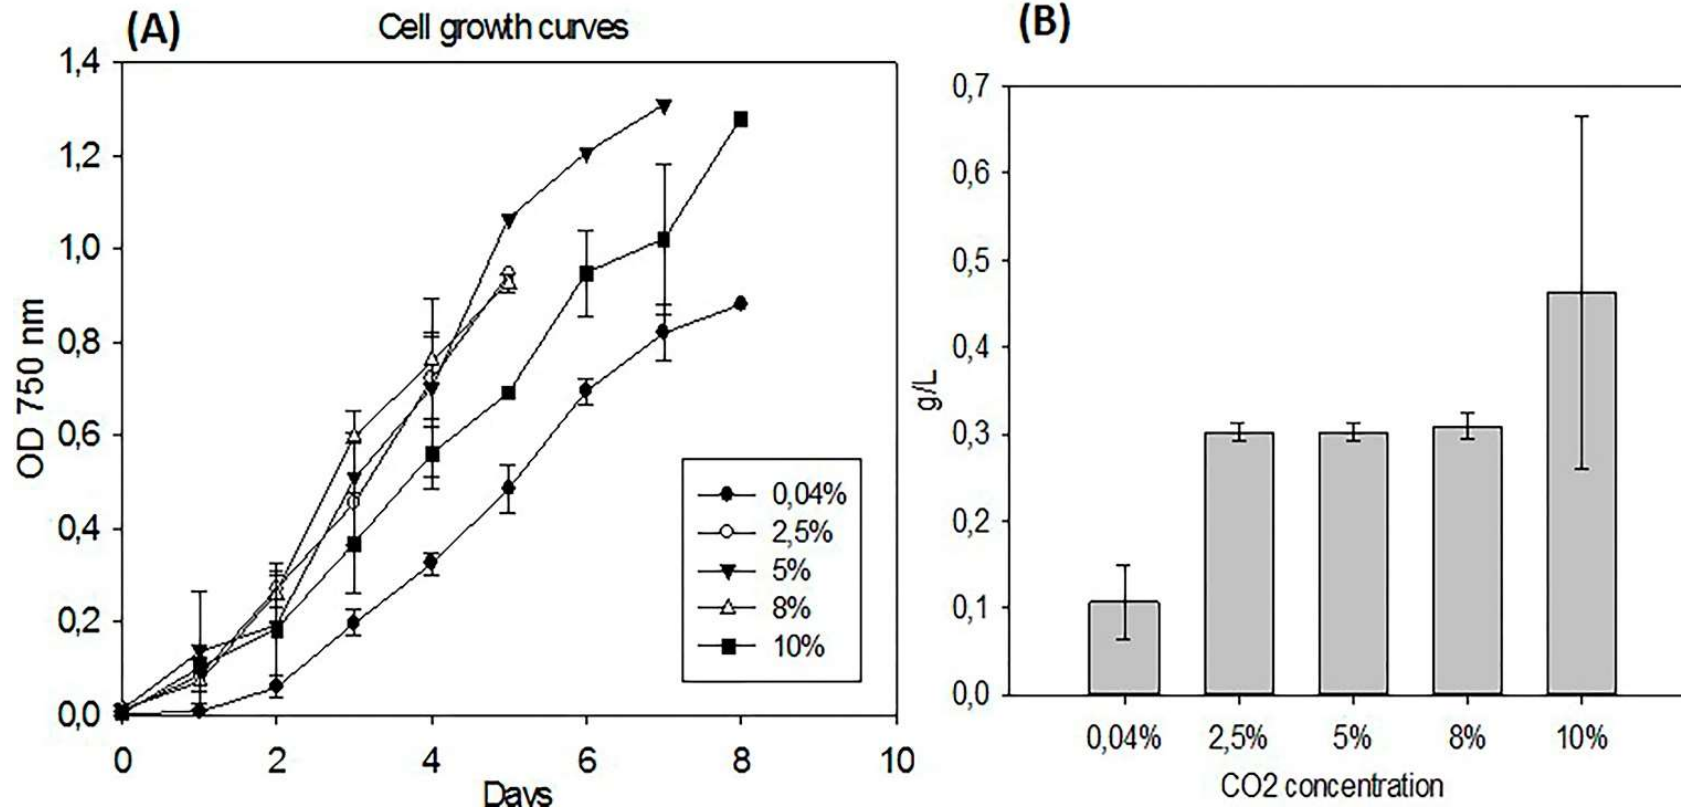 (A)
Cell growth curves
1,4
1,2
1,0
0,8
0,6
0,4
0,2
0,0
OD 750 nm
0 2 4 6 8 10
Days
0,04%
2,5%
5%
8%
10%
(B)
0,7
0,6
0,5
0,4
0,3
0,2
0,1
0,0
g/L
0,04% 2,5% 5% 8% 10%
CO2 concentration